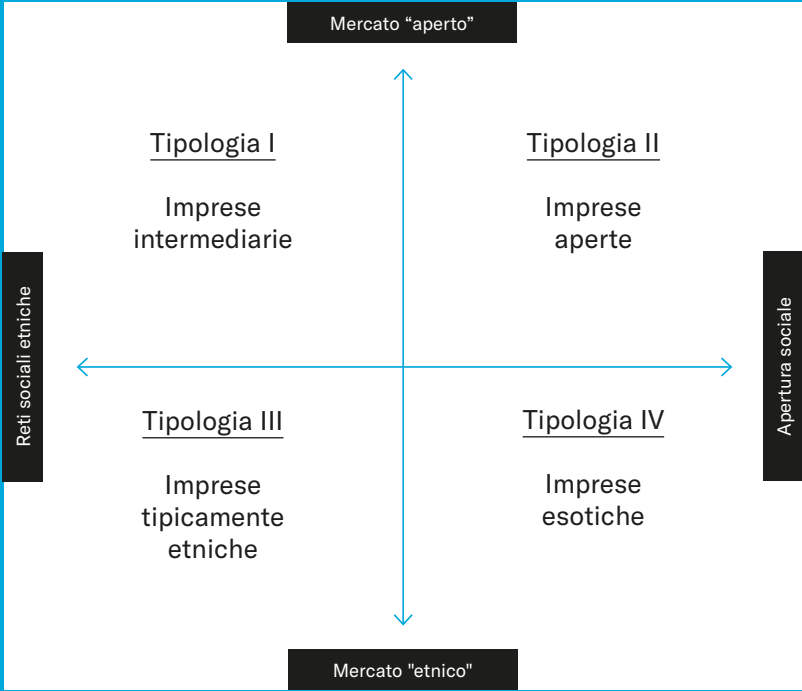 Mercato “aperto”
Tipologia I
Imprese
intermediarie
Tipologia II
Imprese
aperte
Reti sociali etniche
Apertura sociale
Tipologia III
Imprese
tipicamente
etniche
Tipologia IV
Imprese
esotiche
Mercato "etnico"